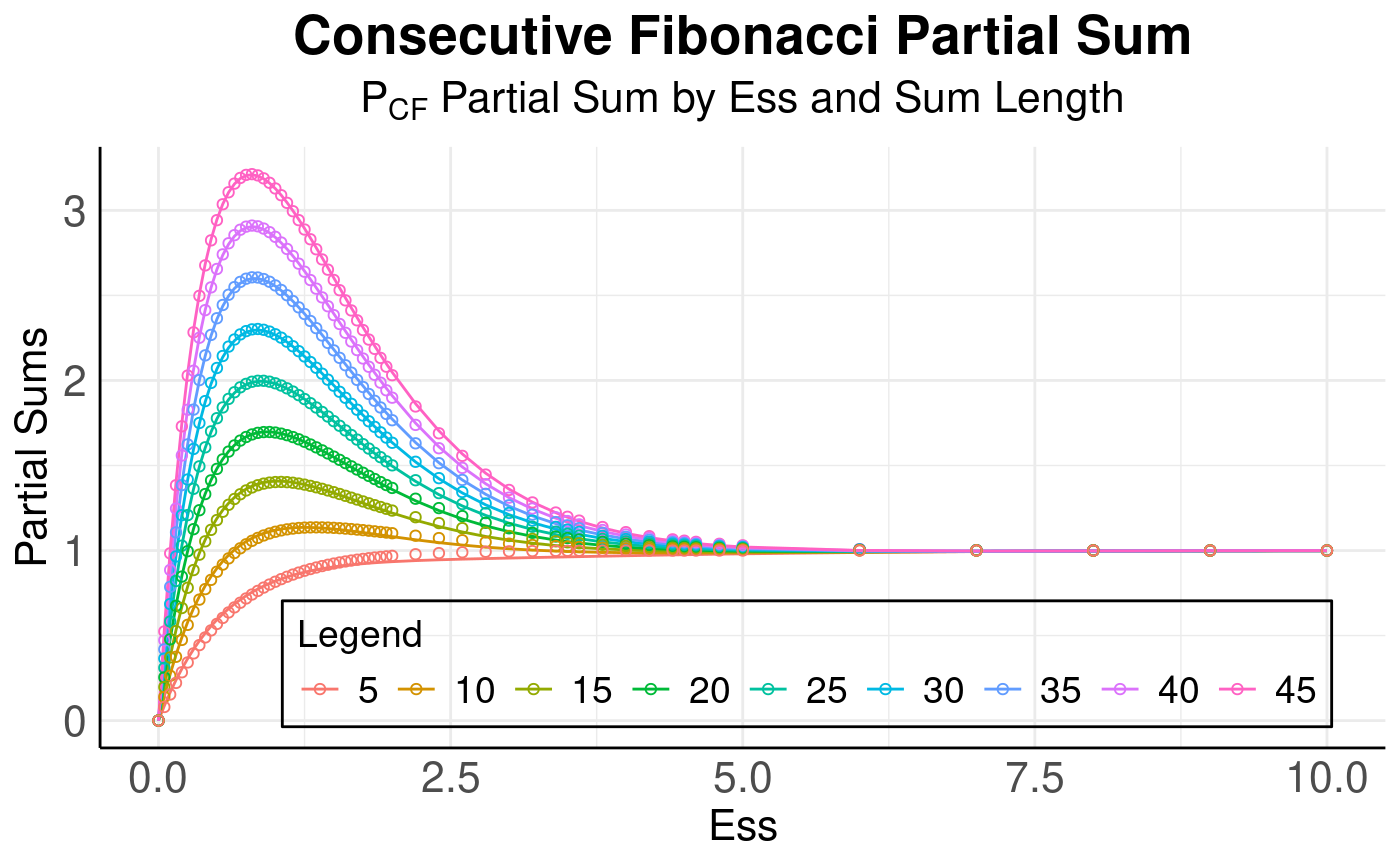 Consecutive Fibonacci Partial Sum
P_CF Partial Sum by Ess and Sum Length
Partial Sums
3
2
1
0
Legend
5 10 15 20 25 30 35 40 45
0.0 2.5 5.0 7.5 10.0
Ess